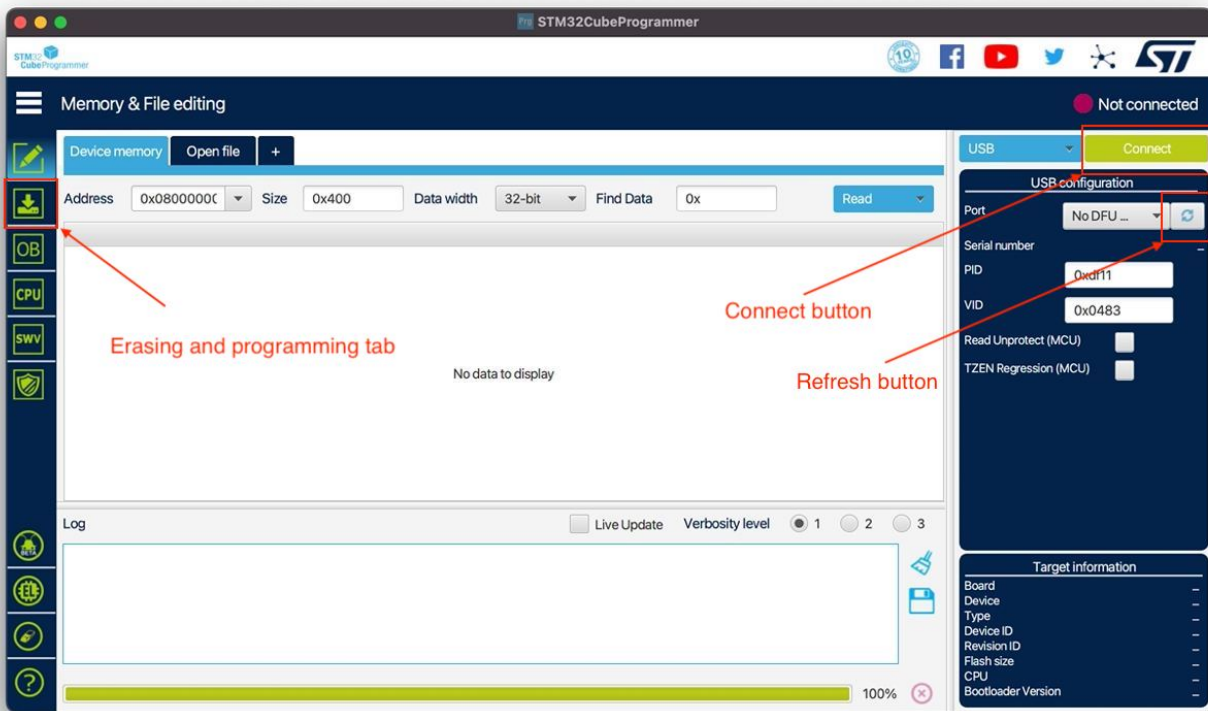 STM32CubeProgrammer
STM32
CubeProgrammer
10
ST
Memory & File editing
Not connected
Device memory
Open file
+
USB
Connect
Address
0x0800000(
Size
0x400
Data width
32-bit
Find Data
0x
Read
USB configuration
Port
No DFU ...
Serial number
_
PID
0xdf11
VID
0x0483
Read Unprotect (MCU)
TZEN Regression (MCU)
OB
CPU
SWV
Connect button
Erasing and programming tab
Refresh button
No data to display
Log
Live Update
Verbosity level
1
2
3
BETA
100%
Target information
Board _
Device _
Type _
Device ID _
Revision ID _
Flash size _
CPU _
Bootloader Version _